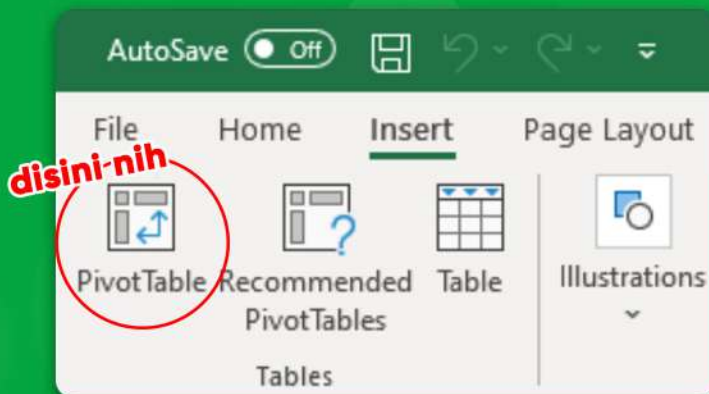 AutoSave Off
File Home Insert Page Layout
disini nih
PivotTable
Recommended
PivotTables
Table
Illustrations
Tables